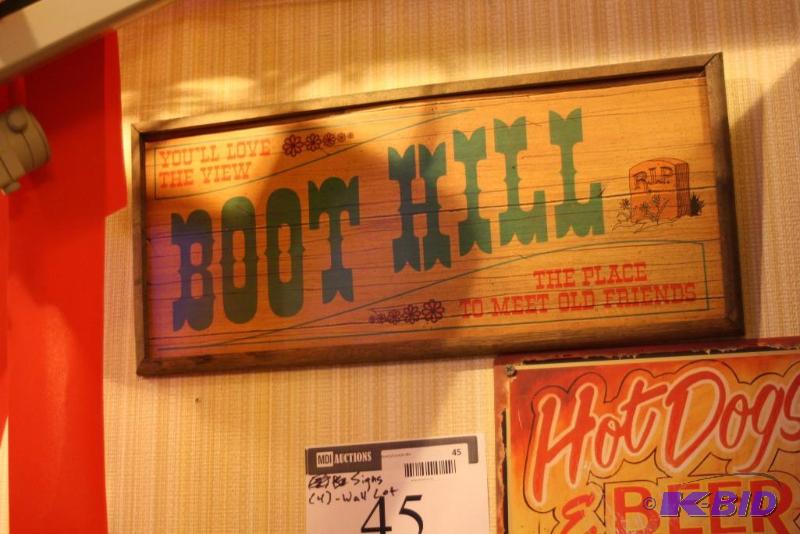 YOU'LL LOVE
THE VIEW
BOOT HILL
R.I.P.
THE PLACE
TO MEET OLD FRIENDS
Hot Dogs
& BEER
MDI AUCTIONS
45
Signs
(4) - Wall Lot
45
© K-BID